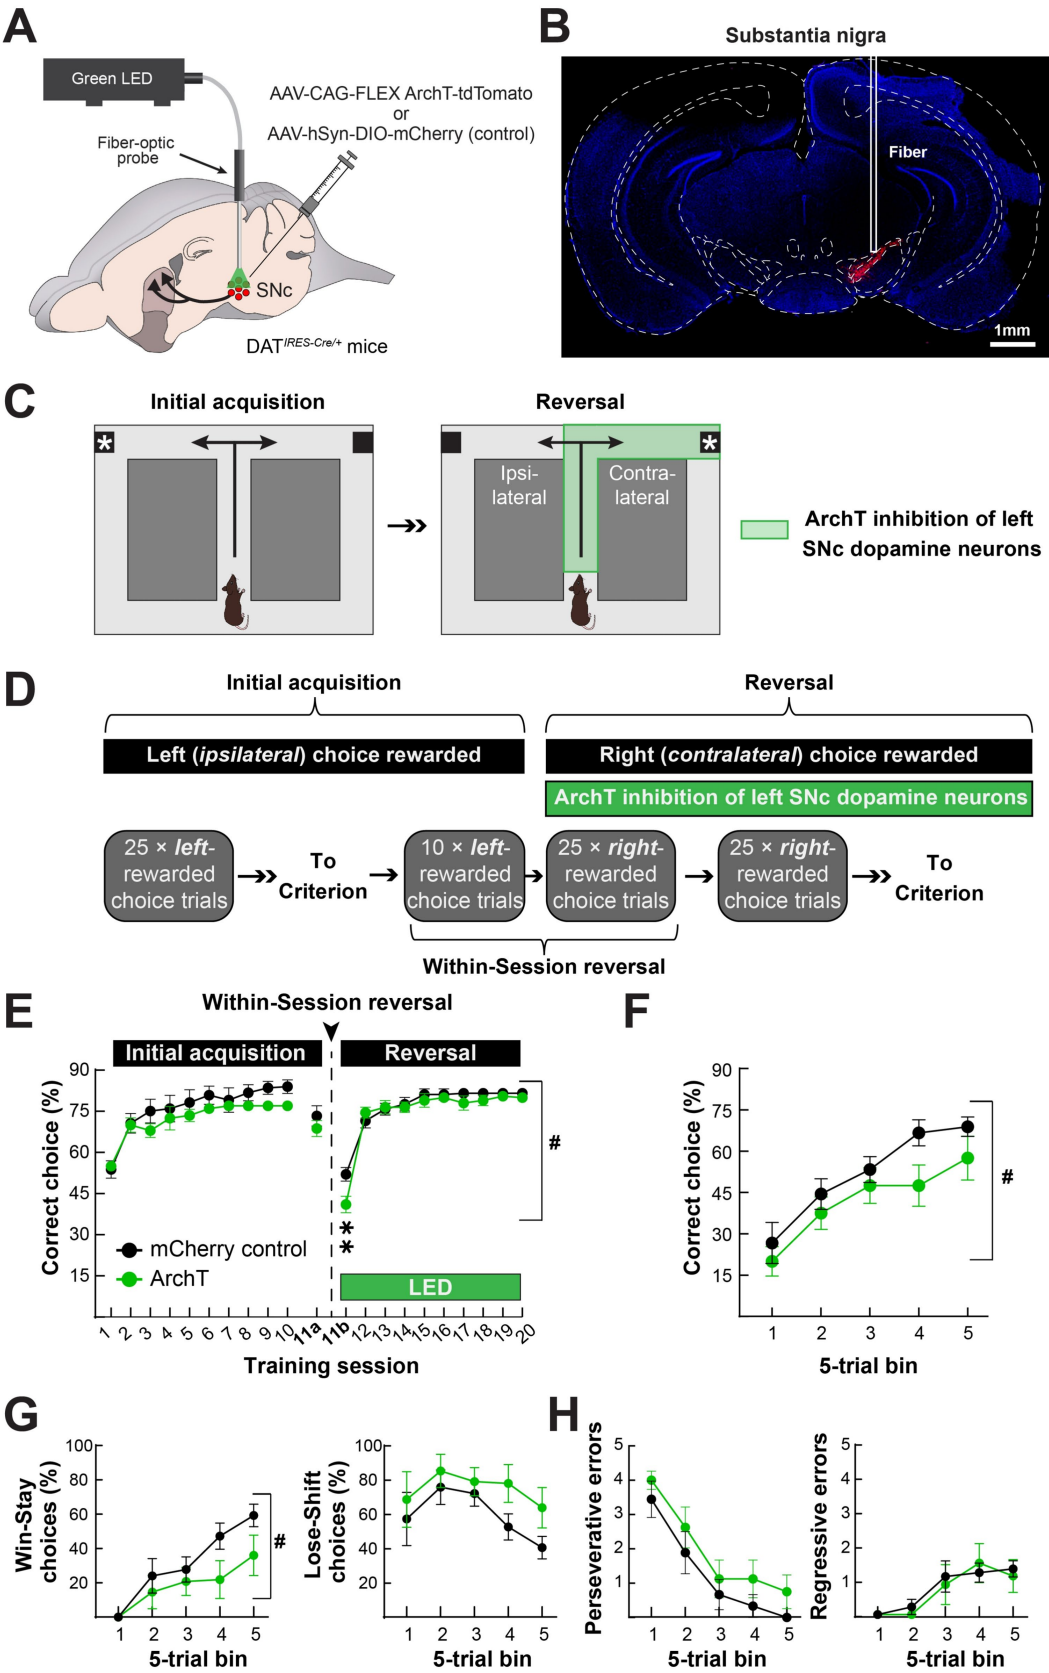 A
Green LED
Fiber-optic
probe
AAV-CAG-FLEX ArchT-tdTomato
or
AAV-hSyn-DIO-mCherry (control)
SNc
DATIRES-Cre/+ mice
B
Substantia nigra
Fiber
1mm
C
Initial acquisition
Reversal
*
*
Ipsi-
lateral
Contra-
lateral
ArchT inhibition of left
SNc dopamine neurons
D
Initial acquisition
Reversal
Left (ipsilateral) choice rewarded
Right (contralateral) choice rewarded
ArchT inhibition of left SNc dopamine neurons
25 × left-
rewarded
choice trials
To
Criterion
10 × left-
rewarded
choice trials
25 × right-
rewarded
choice trials
25 × right-
rewarded
choice trials
To
Criterion
Within-Session reversal
E
Within-Session reversal
Initial acquisition
Reversal
Correct choice (%)
90
75
60
45
30
15
#
**
mCherry control
ArchT
LED
1 2 3 4 5 6 7 8 9 10 11a 11b 12 13 14 15 16 17 18 19 20
Training session
F
Correct choice (%)
90
75
60
45
30
15
#
1 2 3 4 5
5-trial bin
G
Win-Stay
choices (%)
100
80
60
40
20
#
1 2 3 4 5
5-trial bin
Lose-Shift
choices (%)
100
80
60
40
20
1 2 3 4 5
5-trial bin
H
Perseverative errors
5
4
3
2
1
1 2 3 4 5
5-trial bin
Regressive errors
5
4
3
2
1
1 2 3 4 5
5-trial bin